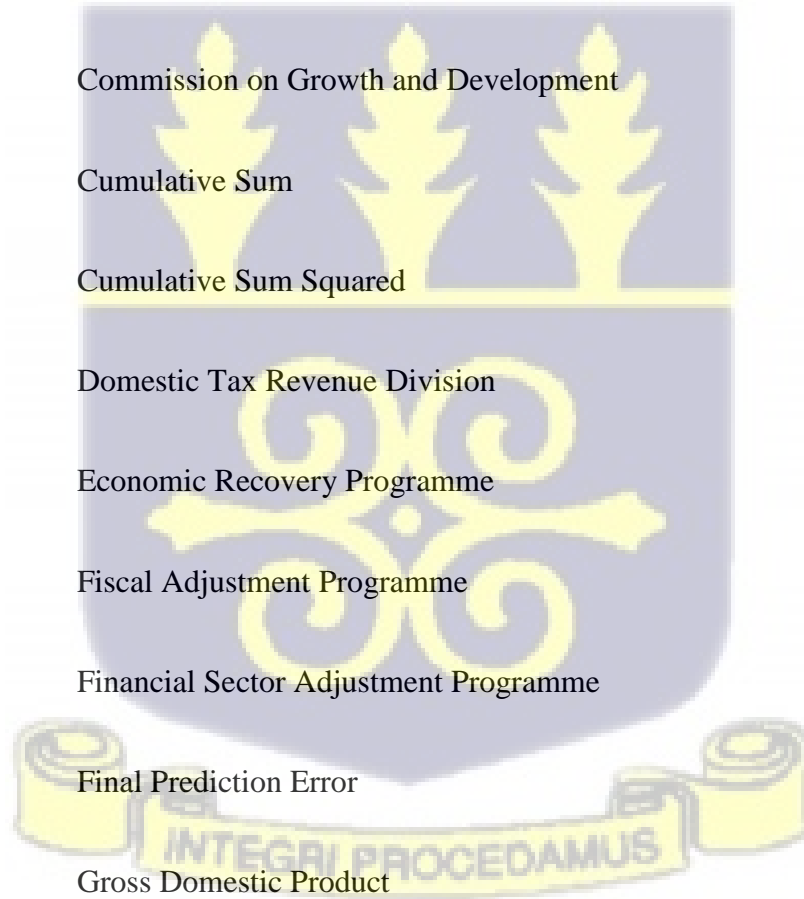 Commission on Growth and Development
Cumulative Sum
Cumulative Sum Squared
Domestic Tax Revenue Division
Economic Recovery Programme
Fiscal Adjustment Programme
Financial Sector Adjustment Programme
Final Prediction Error
INTEGRI PROCEDAMUS
Gross Domestic Product